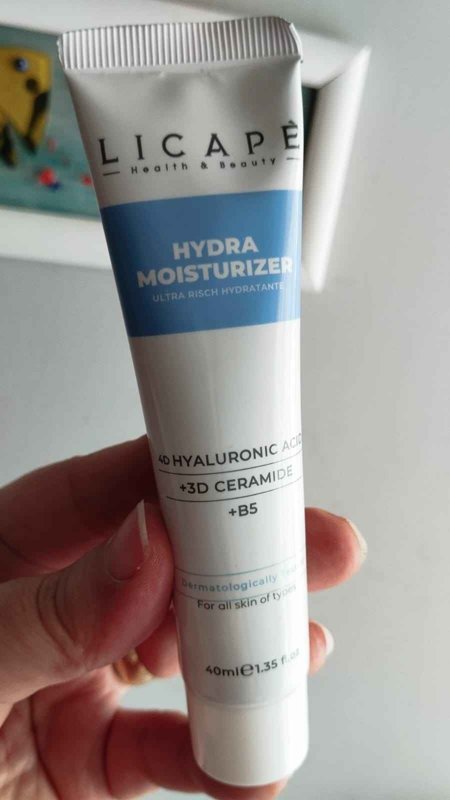 LICAPÈ
Health & Beauty
HYDRA
MOISTURIZER
ULTRA RISCH HYDRATANTE
4D HYALURONIC ACID
+3D CERAMIDE
+B5
Dermatologically
For all skin of types
40ml℮1.35 fl.oz